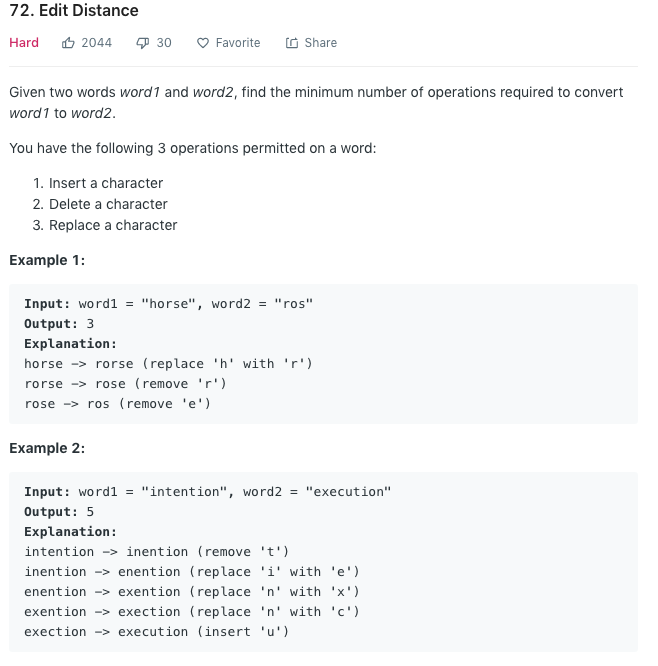 72. Edit Distance
Hard 2044 30 Favorite Share
Given two words word1 and word2, find the minimum number of operations required to convert
word1 to word2.
You have the following 3 operations permitted on a word:
1. Insert a character
2. Delete a character
3. Replace a character
Example 1:
Input: word1 = "horse", word2 = "ros"
Output: 3
Explanation:
horse -> rorse (replace 'h' with 'r')
rorse -> rose (remove 'r')
rose -> ros (remove 'e')
Example 2:
Input: word1 = "intention", word2 = "execution"
Output: 5
Explanation:
intention -> inention (remove 't')
inention -> enention (replace 'i' with 'e')
enention -> exention (replace 'n' with 'x')
exention -> exection (replace 'n' with 'c')
exection -> execution (insert 'u')